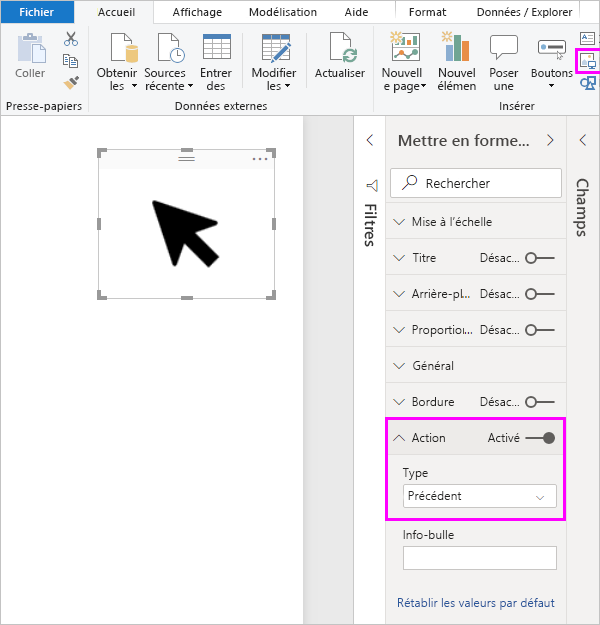 Fichier Accueil Affichage Modélisation Aide Format Données / Explorer
Coller Obtenir les Sources récente Entrer des Modifier les Actualiser Nouvell e page Nouvel élémen Poser une Boutons
Presse-papiers Données externes Insérer
Mettre en forme...
Rechercher
Filtres
Champs
Mise à l'échelle
Titre Désac...
Arrière-pl... Désac...
Proportion... Désac...
Général
Bordure Désac...
Action Activé
Type
Précédent
Info-bulle
Rétablir les valeurs par défaut